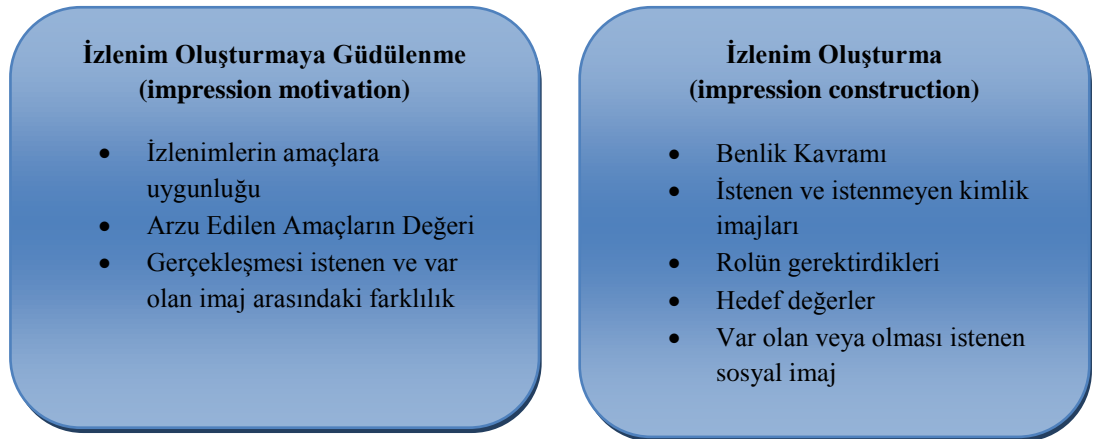 İzlenim Oluşturmaya Güdülenme
(impression motivation)
• İzlenimlerin amaçlara
uygunluğu
• Arzu Edilen Amaçların Değeri
• Gerçekleşmesi istenen ve var
olan imaj arasındaki farklılık
İzlenim Oluşturma
(impression construction)
• Benlik Kavramı
• İstenen ve istenmeyen kimlik
imajları
• Rolün gerektirdikleri
• Hedef değerler
• Var olan veya olması istenen
sosyal imaj